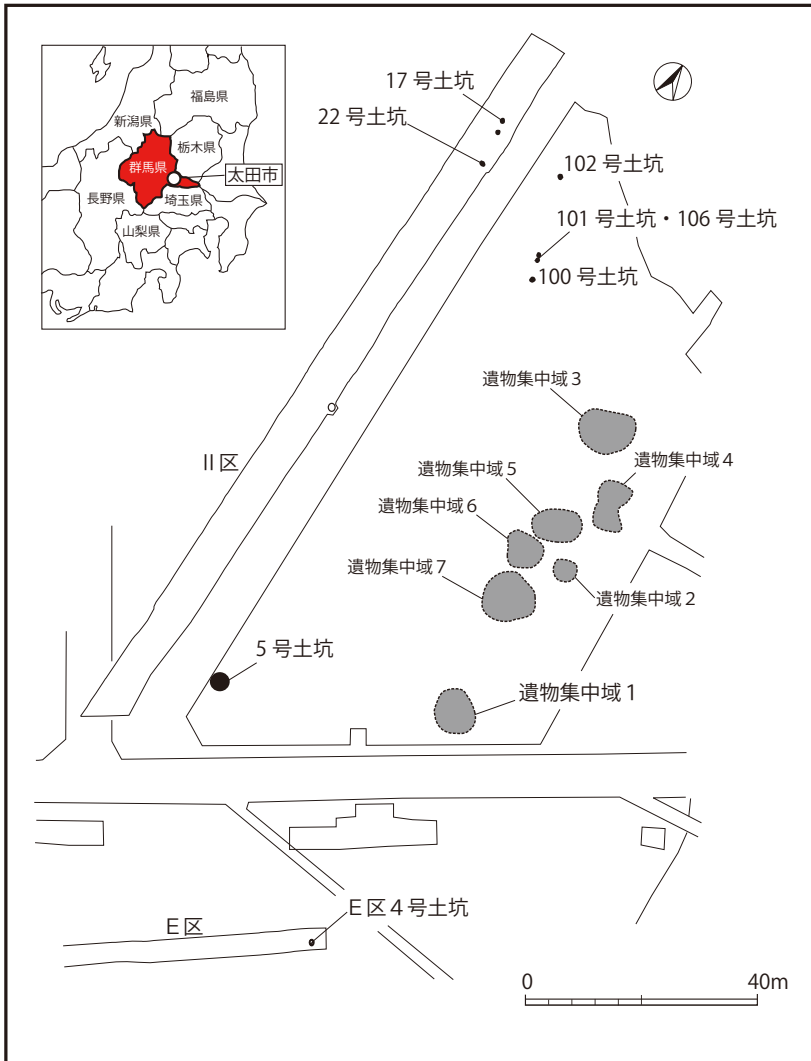 福島県
新潟県
栃木県
群馬県
太田市
長野県
埼玉県
山梨県
17 号土坑
22 号土坑
102 号土坑
101 号土坑・106 号土坑
100 号土坑
遺物集中域 3
遺物集中域 4
遺物集中域 5
遺物集中域 6
遺物集中域 7
遺物集中域 2
II 区
5 号土坑
遺物集中域 1
E 区 4 号土坑
E 区
0 40m